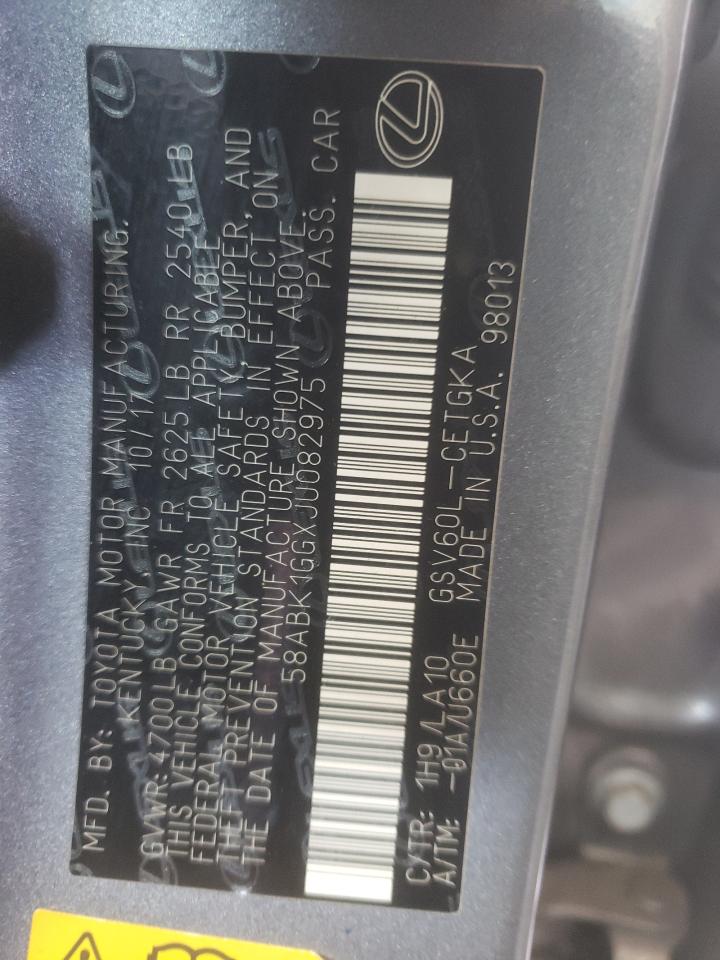 MFD. BY: TOYOTA MOTOR MANUFACTURING.
KENTUCKY, INC 10/17
GVWR: 4700LB GAWR FR 2625LB RR 2540LB
THIS VEHICLE CONFORMS TO ALL APPLICABLE
FEDERAL MOTOR VEHICLE SAFETY, BUMPER, AND
THEFT PREVENTION STANDARDS IN EFFECT ON
THE DATE OF MANUFACTURE SHOWN ABOVE.
58ABK1GGXJU082975 PASS. CAR
C/TR: 1H9/LA10 GSV60L-CETGKA
A/TM: -01A/U660E MADE IN U.S.A. 98013